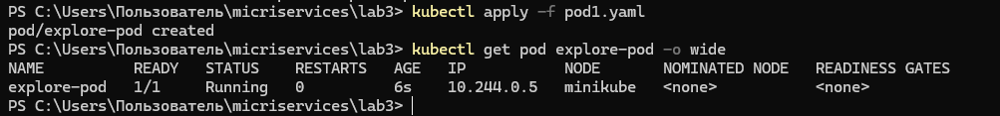 PS C:\Users\Пользователь\micriservices\lab3> kubectl apply -f pod1.yaml
pod/explore-pod created
PS C:\Users\Пользователь\micriservices\lab3> kubectl get pod explore-pod -o wide
NAME          READY   STATUS    RESTARTS   AGE   IP           NODE       NOMINATED NODE   READINESS GATES
explore-pod   1/1     Running   0          6s    10.244.0.5   minikube   <none>           <none>
PS C:\Users\Пользователь\micriservices\lab3>